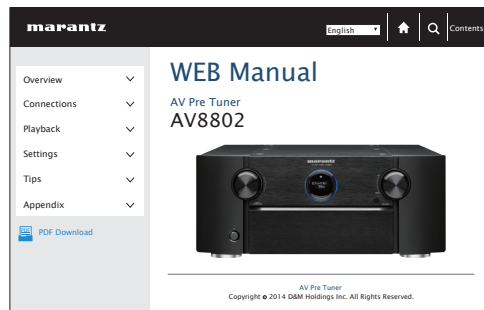 marantz
English
Contents
Overview
Connections
Playback
Settings
Tips
Appendix
PDF Download
WEB Manual
AV Pre Tuner
AV8802
marantz
AV Pre Tuner
Copyright © 2014 D&M Holdings Inc. All Rights Reserved.